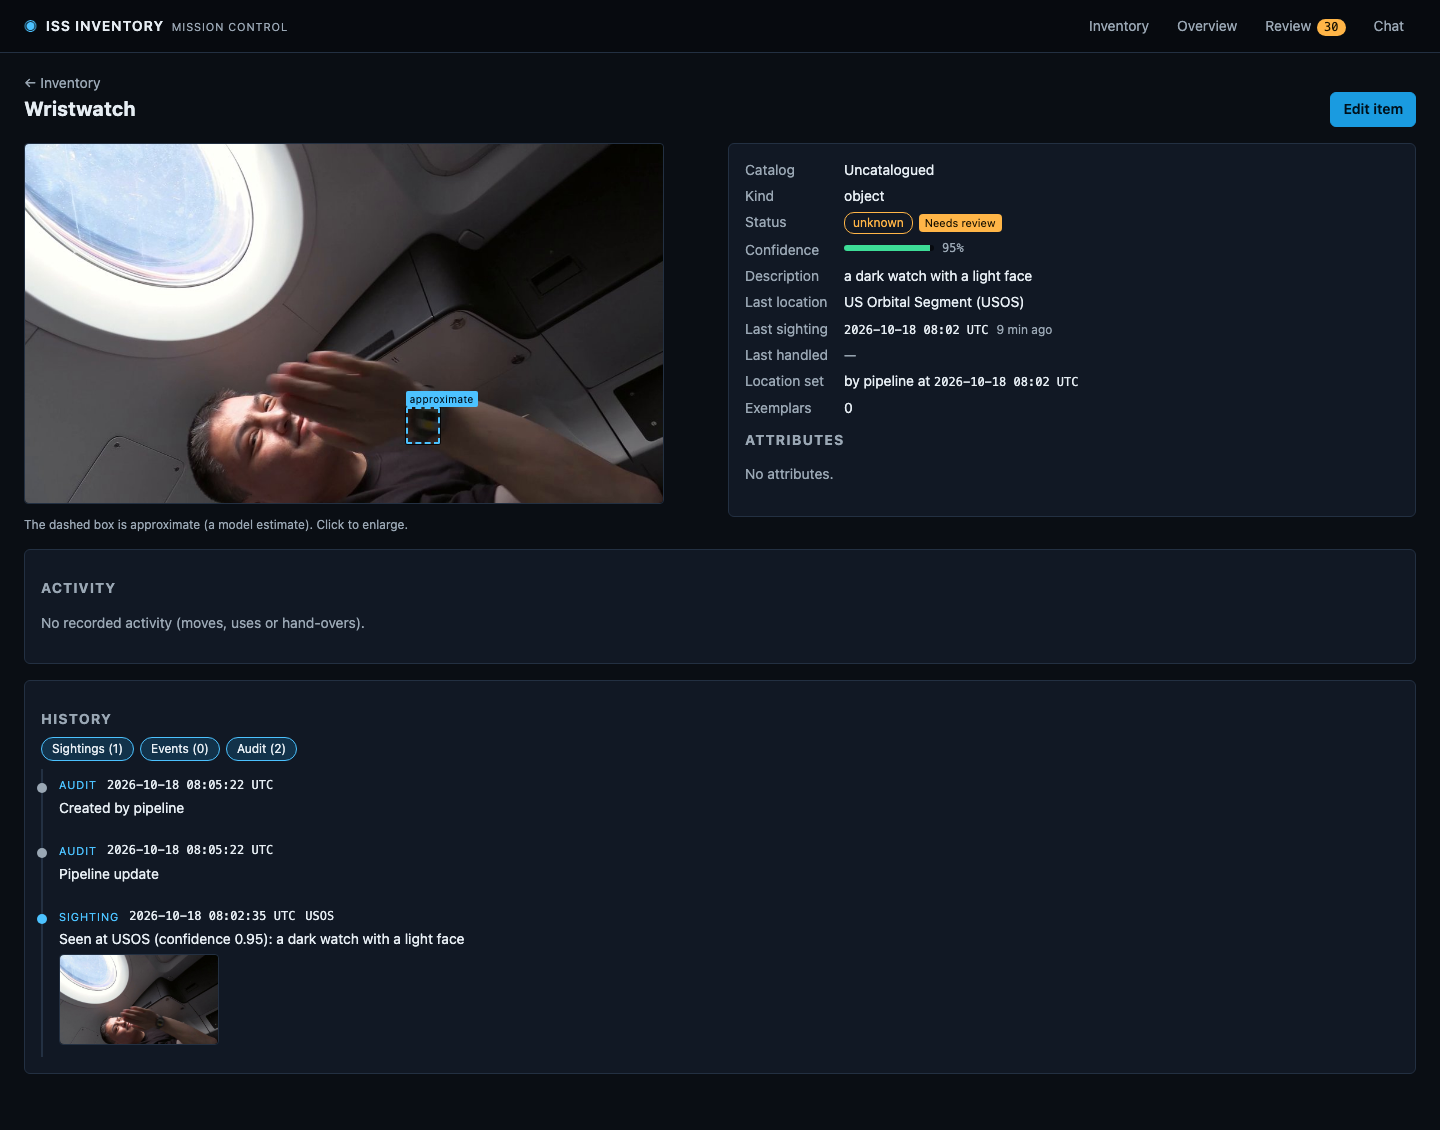 ISS INVENTORY MISSION CONTROL
Inventory Overview Review 30 Chat
← Inventory
Wristwatch
Edit item
approximate
The dashed box is approximate (a model estimate). Click to enlarge.
Catalog Uncatalogued
Kind object
Status unknown Needs review
Confidence 95%
Description a dark watch with a light face
Last location US Orbital Segment (USOS)
Last sighting 2026-10-18 08:02 UTC 9 min ago
Last handled —
Location set by pipeline at 2026-10-18 08:02 UTC
Exemplars 0
ATTRIBUTES
No attributes.
ACTIVITY
No recorded activity (moves, uses or hand-overs).
HISTORY
Sightings (1) Events (0) Audit (2)
AUDIT 2026-10-18 08:05:22 UTC
Created by pipeline
AUDIT 2026-10-18 08:05:22 UTC
Pipeline update
SIGHTING 2026-10-18 08:02:35 UTC USOS
Seen at USOS (confidence 0.95): a dark watch with a light face